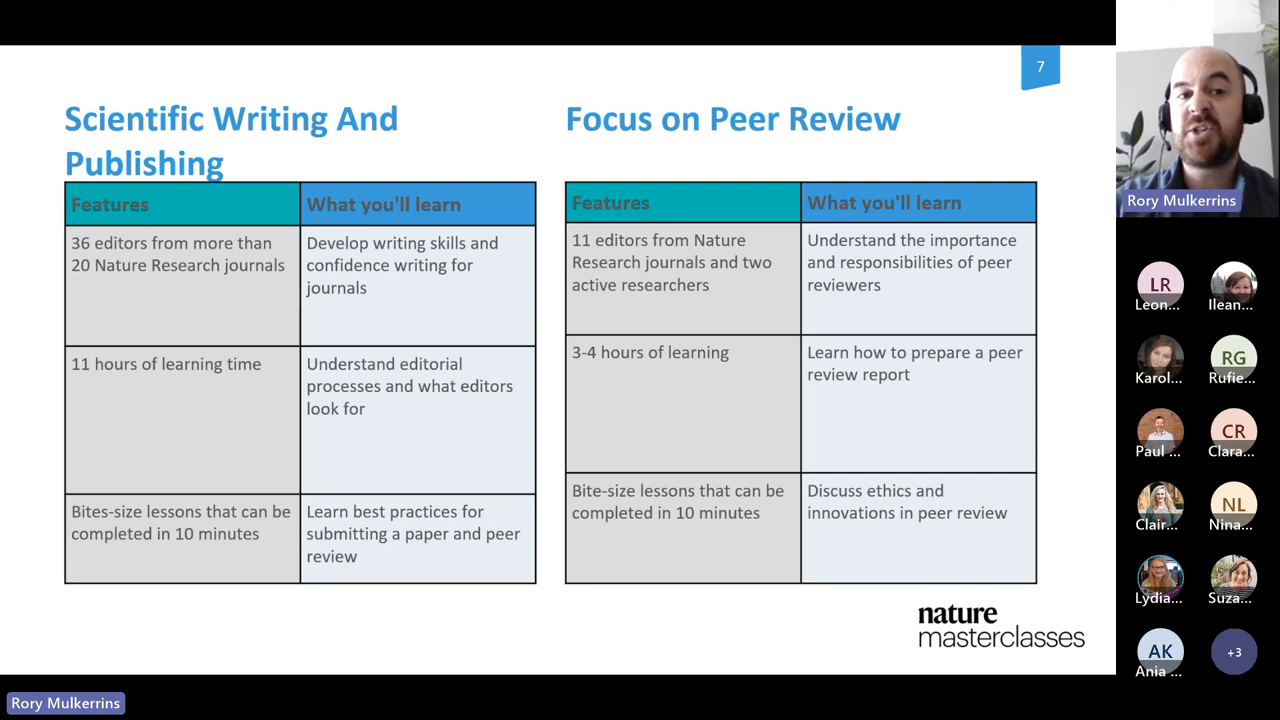 7
Scientific Writing And
Publishing
Features
What you'll learn
36 editors from more than
20 Nature Research journals
Develop writing skills and
confidence writing for
journals
11 hours of learning time
Understand editorial
processes and what editors
look for
Bites-size lessons that can be
completed in 10 minutes
Learn best practices for
submitting a paper and peer
review
Focus on Peer Review
Features
What you'll learn
11 editors from Nature
Research journals and two
active researchers
Understand the importance
and responsibilities of peer
reviewers
3-4 hours of learning
Learn how to prepare a peer
review report
Bite-size lessons that can be
completed in 10 minutes
Discuss ethics and
innovations in peer review
nature
masterclasses
Rory Mulkerrins
Rory Mulkerrins
LR
Leon...
Ilean...
Karol...
RG
Rufie...
Paul ...
CR
Clara...
Clair...
NL
Nina...
Lydia...
Suza...
AK
Ania ...
+3